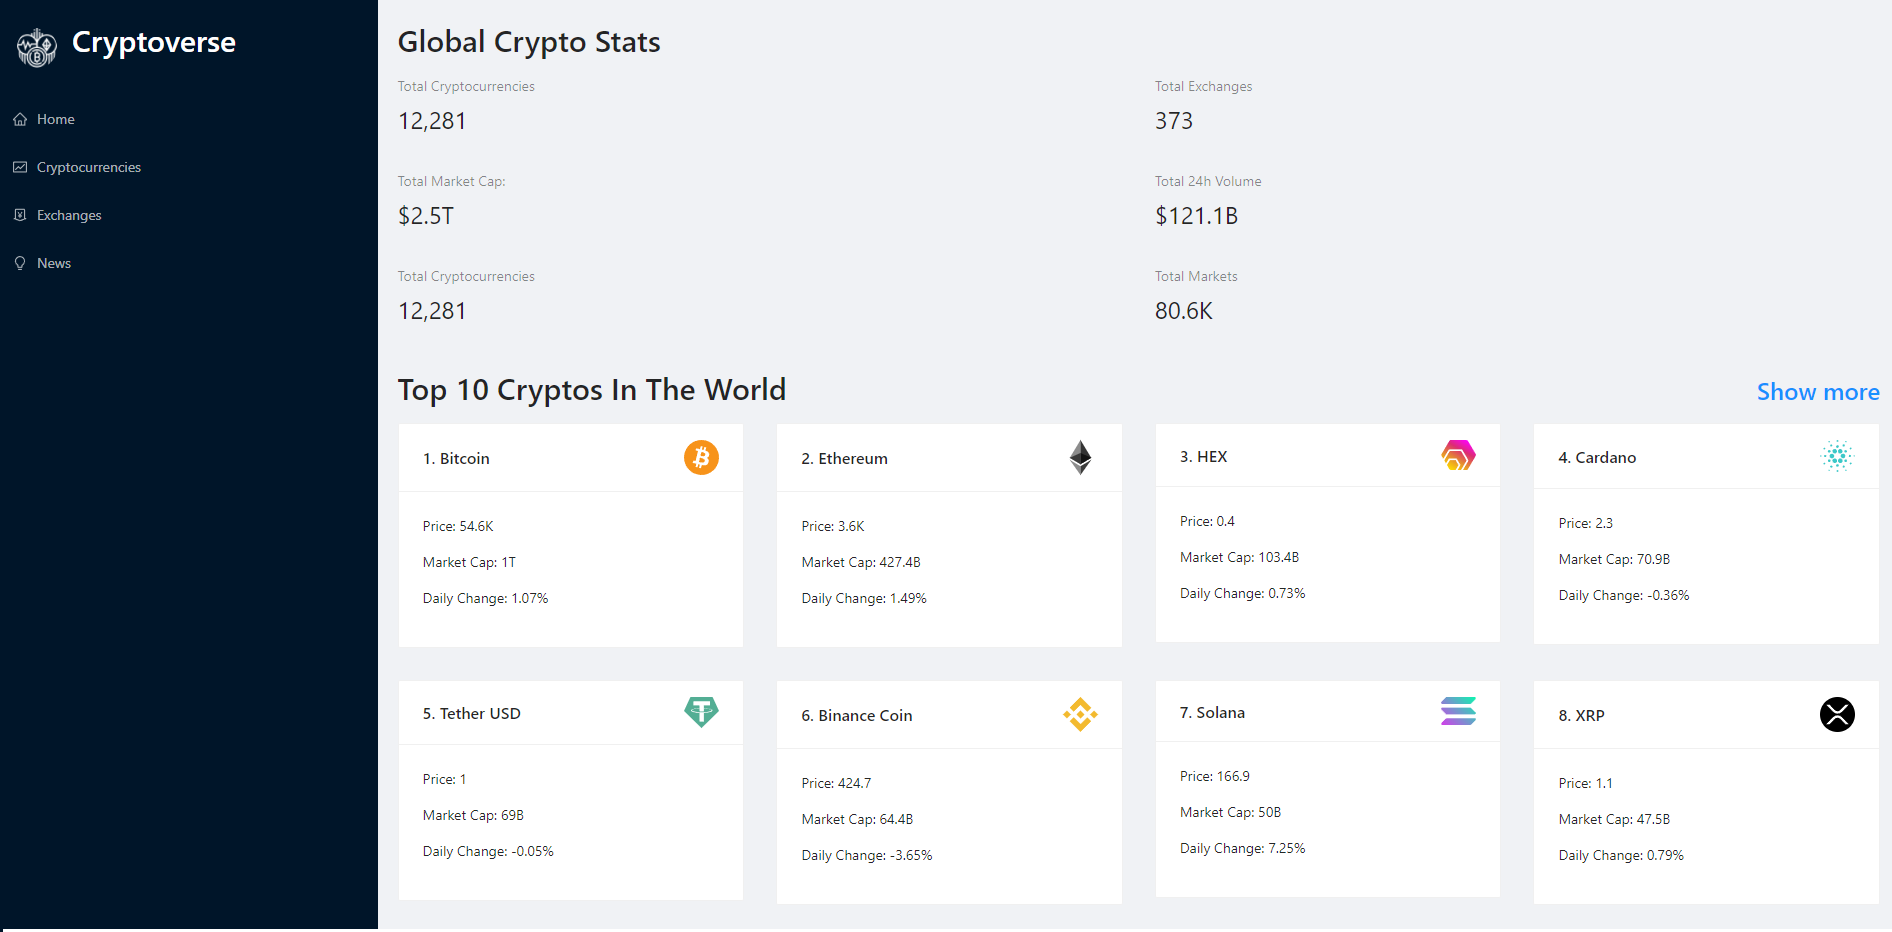 Cryptoverse
Home
Cryptocurrencies
Exchanges
News
Global Crypto Stats
Total Cryptocurrencies
12,281
Total Exchanges
373
Total Market Cap:
$2.5T
Total 24h Volume
$121.1B
Total Cryptocurrencies
12,281
Total Markets
80.6K
Top 10 Cryptos In The World
Show more
1. Bitcoin
Price: 54.6K
Market Cap: 1T
Daily Change: 1.07%
2. Ethereum
Price: 3.6K
Market Cap: 427.4B
Daily Change: 1.49%
3. HEX
Price: 0.4
Market Cap: 103.4B
Daily Change: 0.73%
4. Cardano
Price: 2.3
Market Cap: 70.9B
Daily Change: -0.36%
5. Tether USD
Price: 1
Market Cap: 69B
Daily Change: -0.05%
6. Binance Coin
Price: 424.7
Market Cap: 64.4B
Daily Change: -3.65%
7. Solana
Price: 166.9
Market Cap: 50B
Daily Change: 7.25%
8. XRP
Price: 1.1
Market Cap: 47.5B
Daily Change: 0.79%